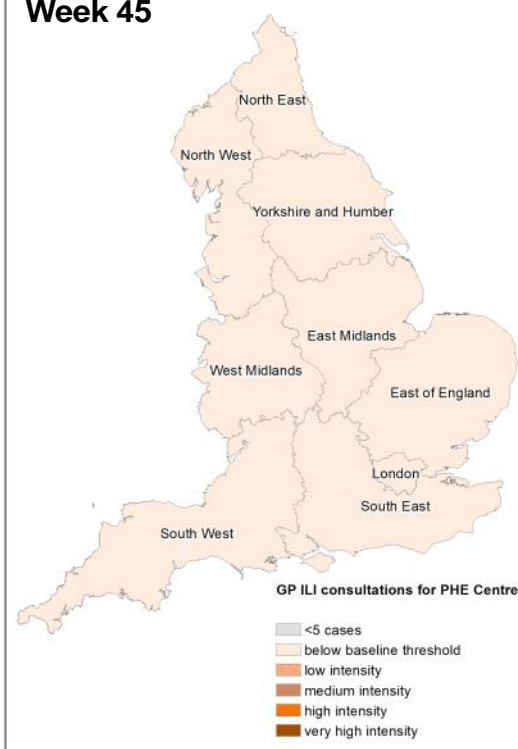 Week 45
North East
North West
Yorkshire and Humber
East Midlands
West Midlands
East of England
London
South East
South West
GP ILI consultations for PHE Centre
<5 cases
below baseline threshold
low intensity
medium intensity
high intensity
very high intensity